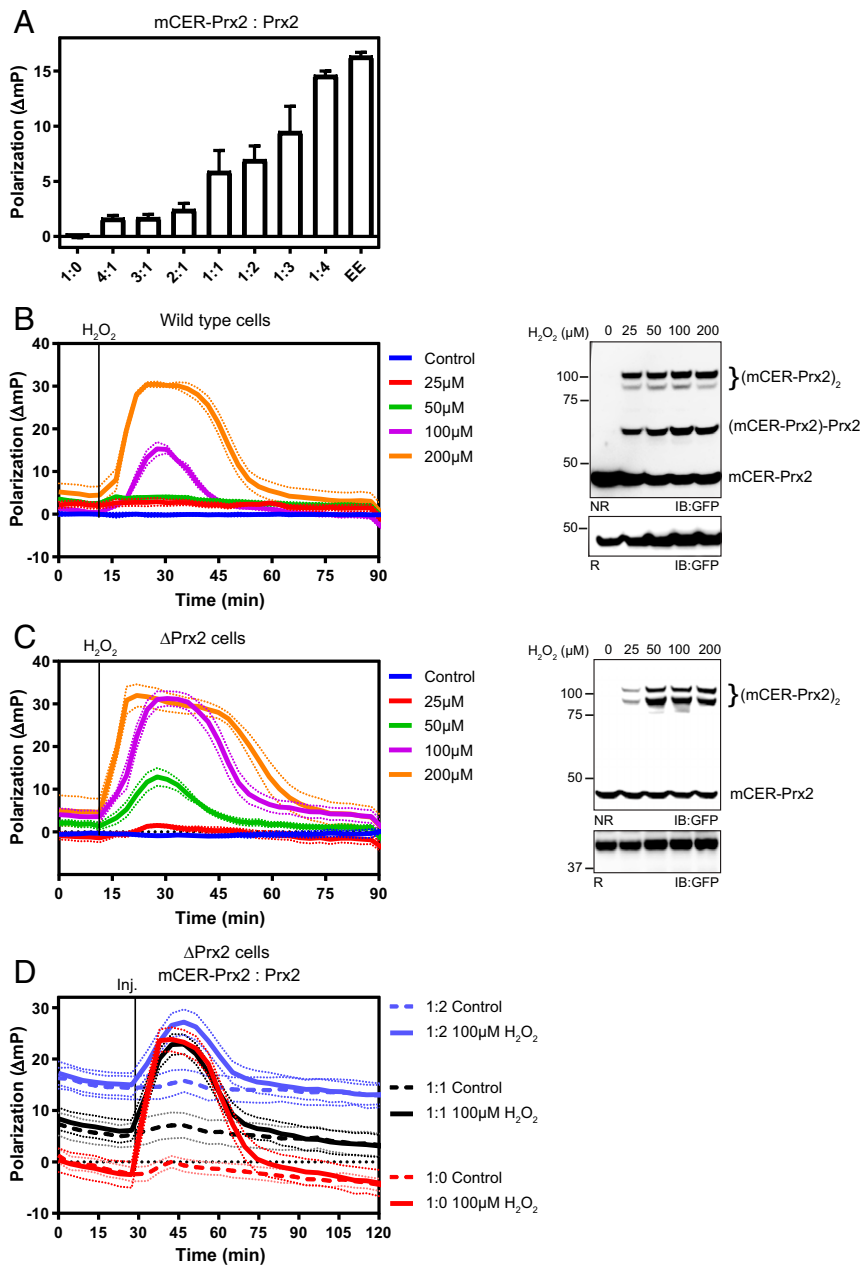 A
mCER-Prx2 : Prx2
Polarization (ΔmP)
15
10
5
0
1:0
4:1
3:1
2:1
1:1
1:2
1:3
1:4
EE
B
Wild type cells
H₂O₂
Polarization (ΔmP)
40
30
20
10
0
-10
0
15
30
45
60
75
90
Time (min)
Control
25µM
50µM
100µM
200µM
H₂O₂ (µM) 0 25 50 100 200
100
75
50
(mCER-Prx2)₂
(mCER-Prx2)-Prx2
mCER-Prx2
NR IB:GFP
50
R IB:GFP
C
ΔPrx2 cells
H₂O₂
Polarization (ΔmP)
40
30
20
10
0
0
15
30
45
60
75
90
Time (min)
Control
25µM
50µM
100µM
200µM
H₂O₂ (µM) 0 25 50 100 200
100
75
50
(mCER-Prx2)₂
mCER-Prx2
NR IB:GFP
37
R IB:GFP
D
ΔPrx2 cells
mCER-Prx2 : Prx2
Inj.
Polarization (ΔmP)
30
20
10
0
-10
0
15
30
45
60
75
90
105
120
Time (min)
1:2 Control
1:2 100µM H₂O₂
1:1 Control
1:1 100µM H₂O₂
1:0 Control
1:0 100µM H₂O₂